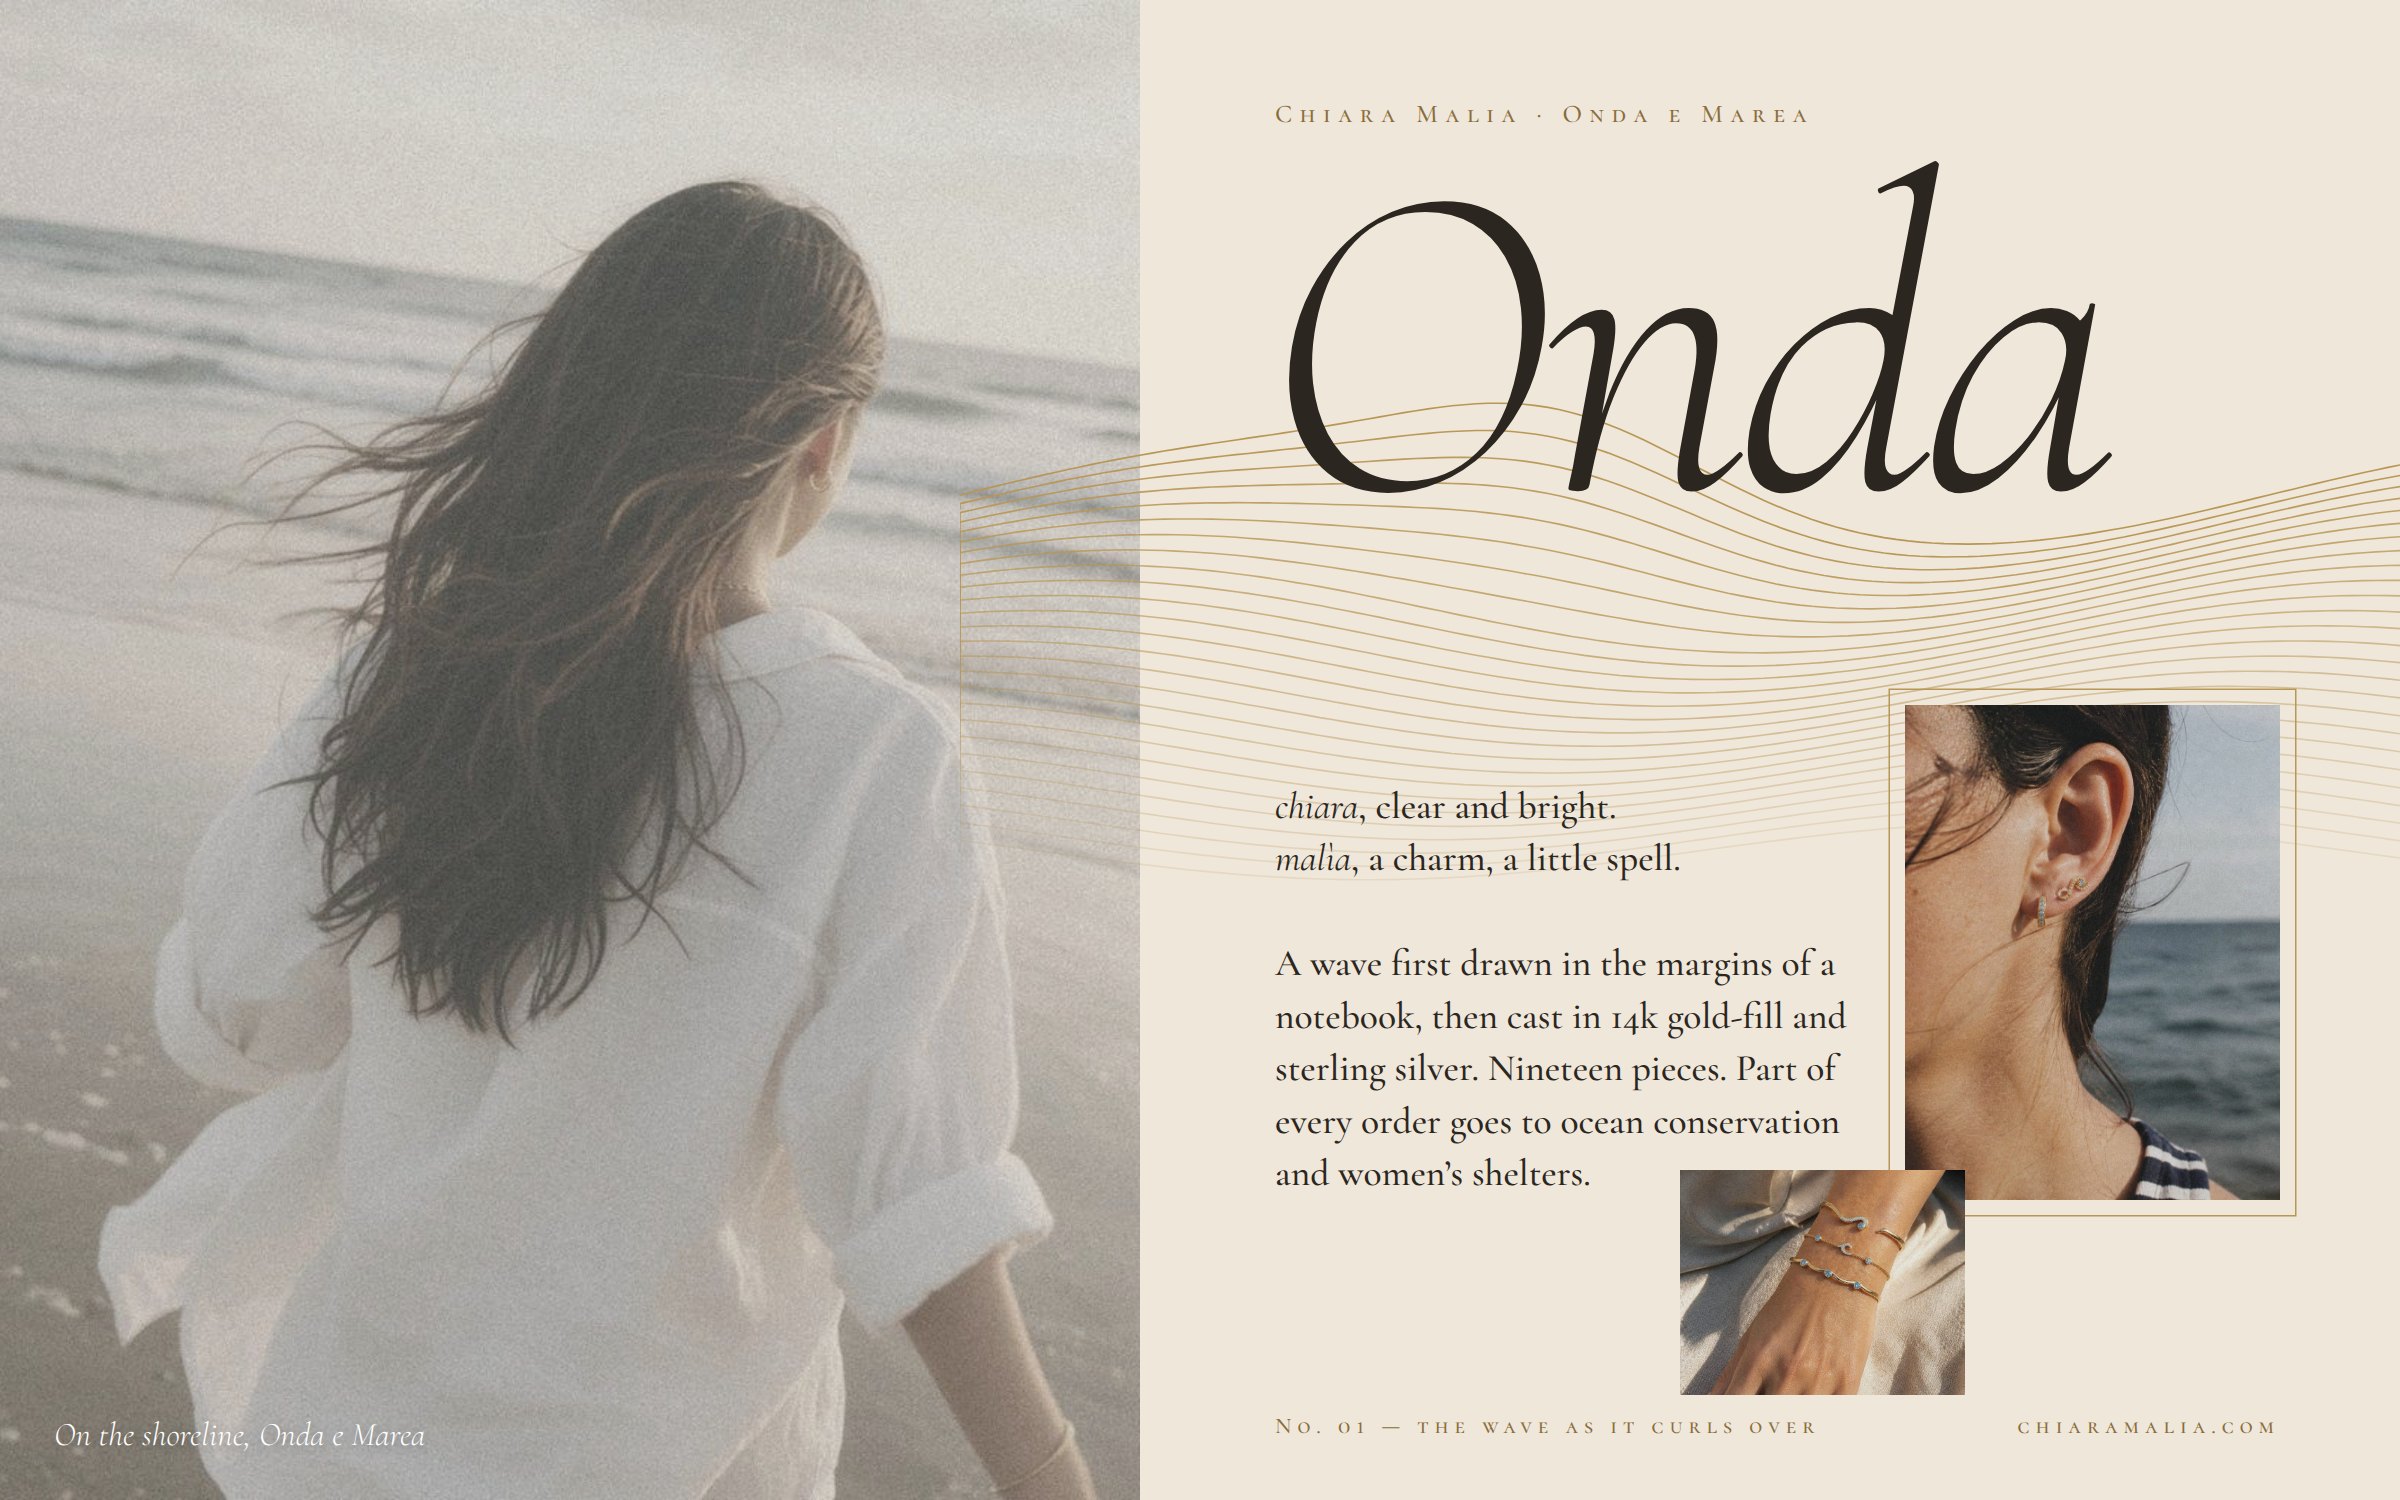 Chiara Malia · Onda e Marea
Onda
chiara, clear and bright.
malìa, a charm, a little spell.
A wave first drawn in the margins of a
notebook, then cast in 14k gold-fill and
sterling silver. Nineteen pieces. Part of
every order goes to ocean conservation
and women’s shelters.
On the shoreline, Onda e Marea
No. 01 — the wave as it curls over
chiaramalia.com